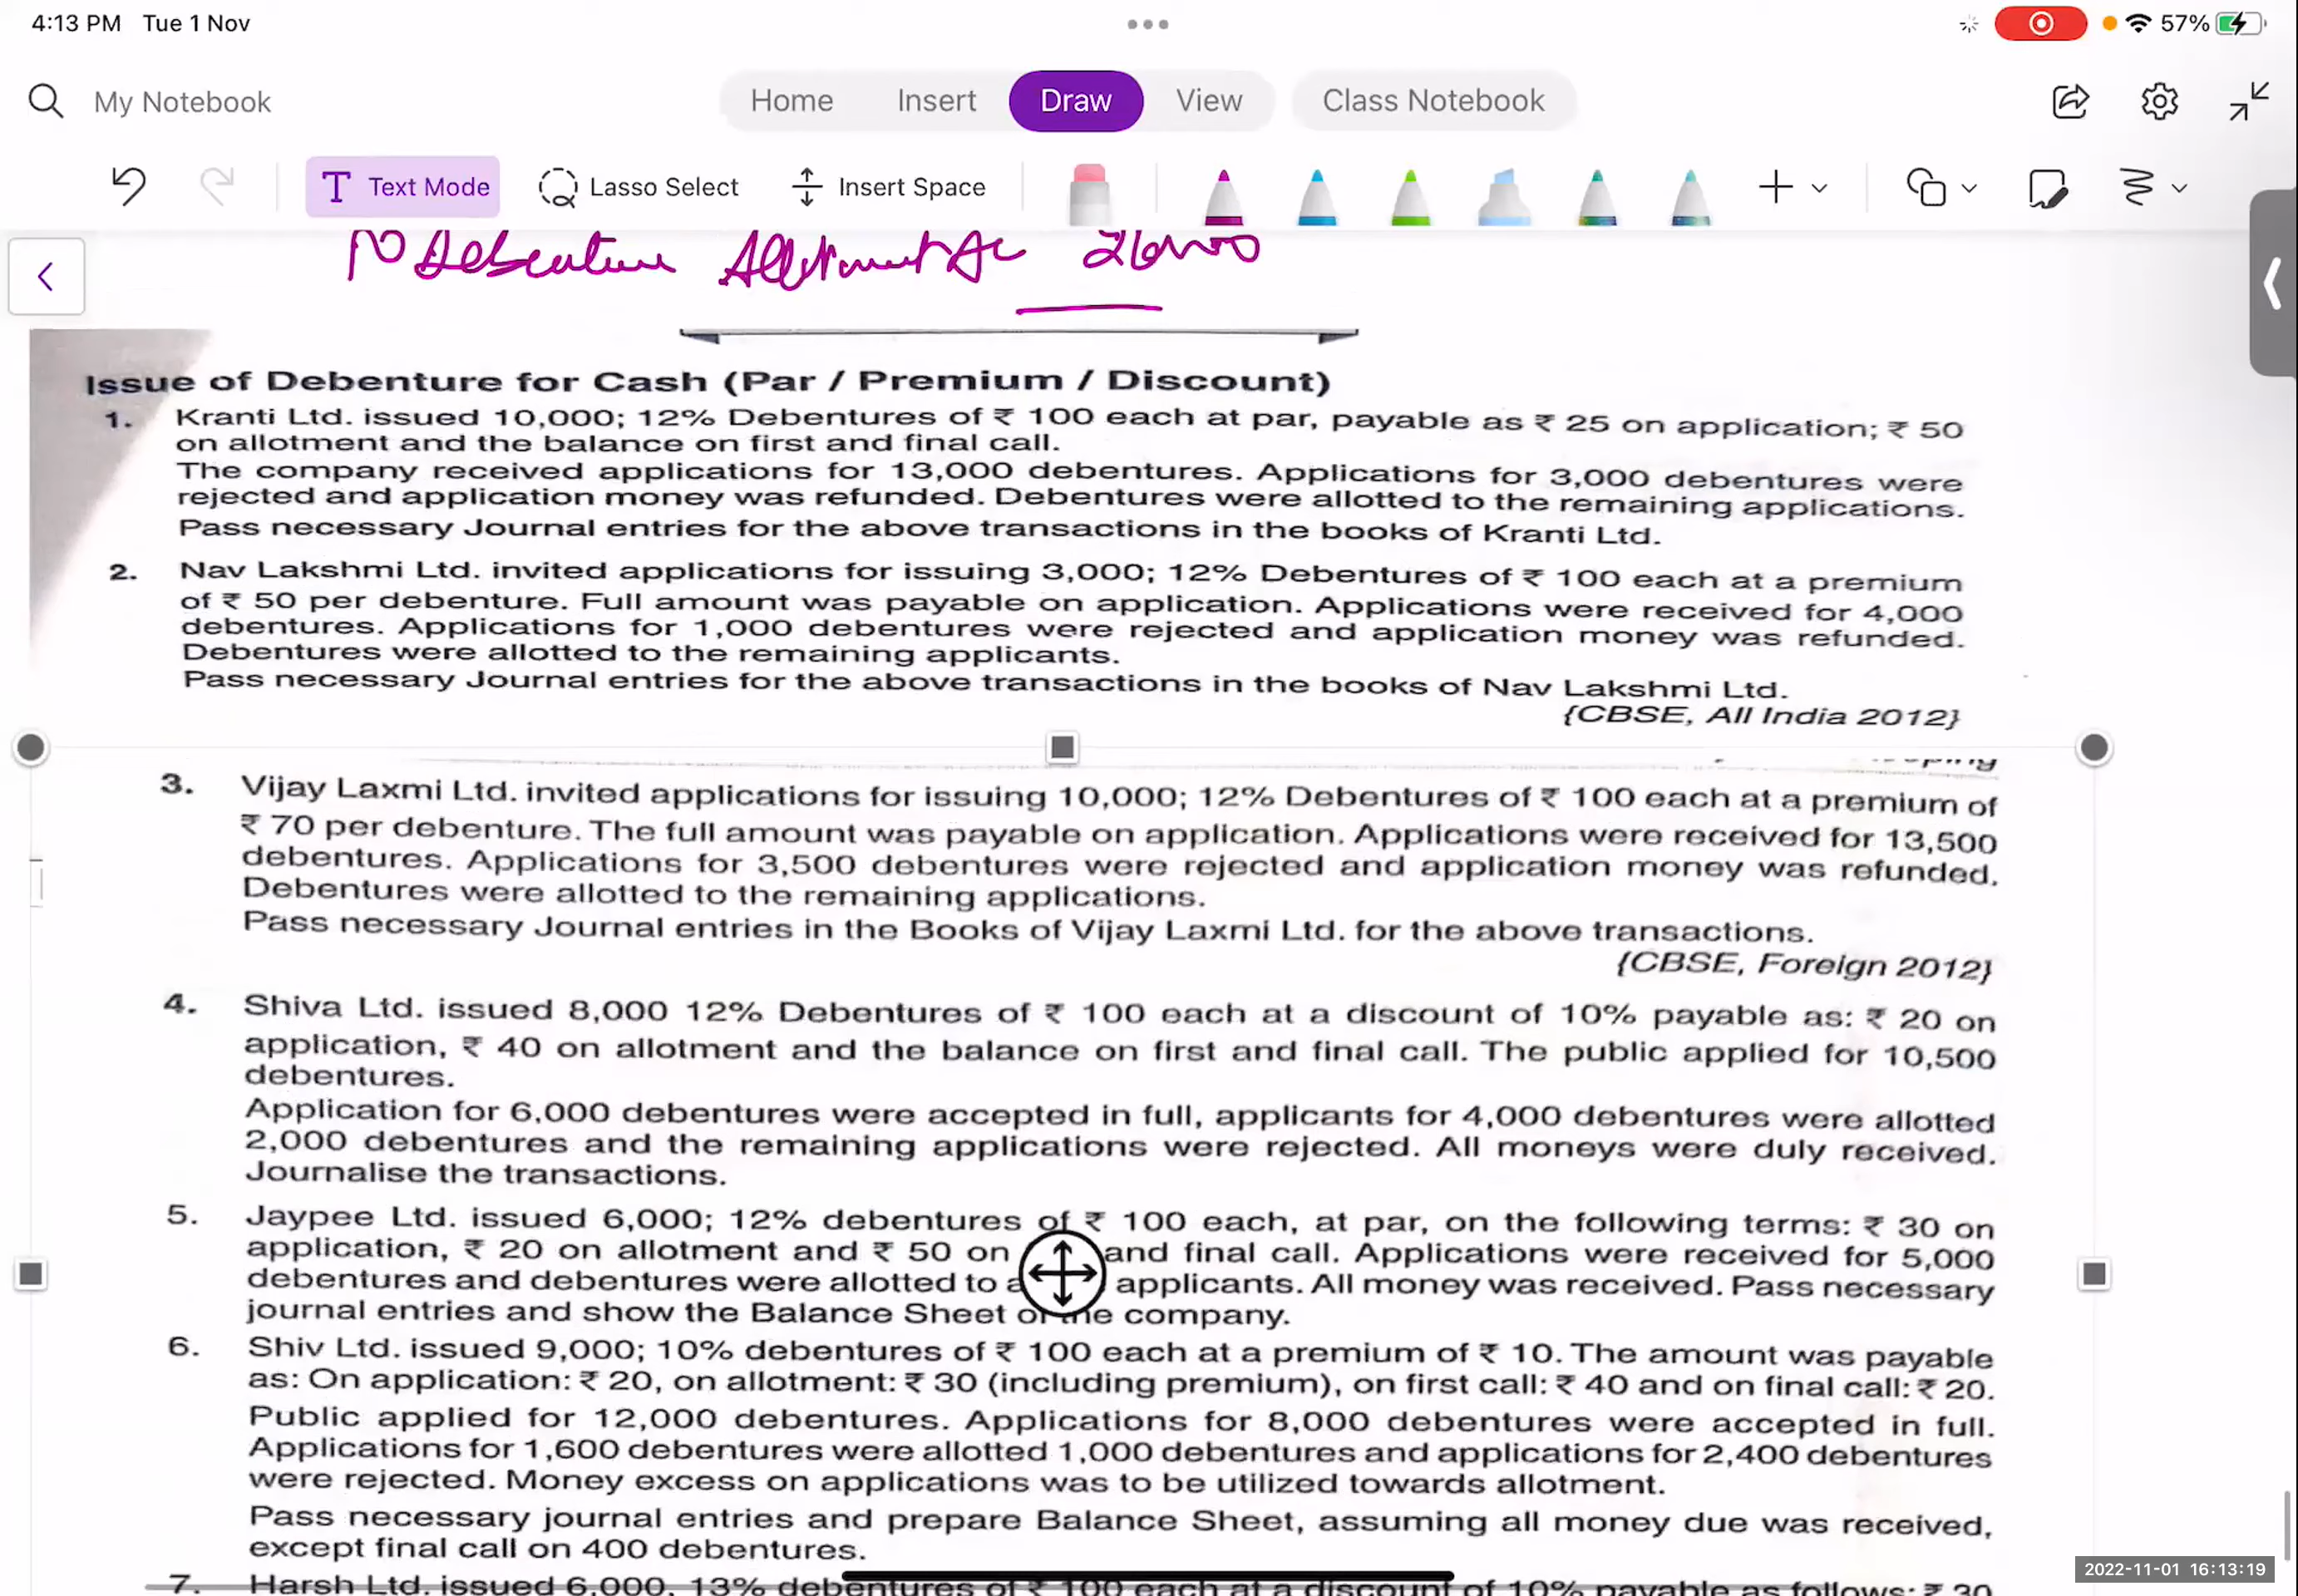 4:13 PM Tue 1 Nov
57%
My Notebook
Home Insert Draw View Class Notebook
Text Mode Lasso Select Insert Space
To Debenture Allotment A/c
Issue of Debenture for Cash (Par / Premium / Discount)
1. Kranti Ltd. issued 10,000; 12% Debentures of ₹ 100 each at par, payable as ₹ 25 on application; ₹ 50
on allotment and the balance on first and final call.
The company received applications for 13,000 debentures. Applications for 3,000 debentures were
rejected and application money was refunded. Debentures were allotted to the remaining applications.
Pass necessary Journal entries for the above transactions in the books of Kranti Ltd.
2. Nav Lakshmi Ltd. invited applications for issuing 3,000; 12% Debentures of ₹ 100 each at a premium
of ₹ 50 per debenture. Full amount was payable on application. Applications were received for 4,000
debentures. Applications for 1,000 debentures were rejected and application money was refunded.
Debentures were allotted to the remaining applicants.
Pass necessary Journal entries for the above transactions in the books of Nav Lakshmi Ltd.
{CBSE, All India 2012}
3. Vijay Laxmi Ltd. invited applications for issuing 10,000; 12% Debentures of ₹ 100 each at a premium of
₹ 70 per debenture. The full amount was payable on application. Applications were received for 13,500
debentures. Applications for 3,500 debentures were rejected and application money was refunded.
Debentures were allotted to the remaining applications.
Pass necessary Journal entries in the Books of Vijay Laxmi Ltd. for the above transactions.
{CBSE, Foreign 2012}
4. Shiva Ltd. issued 8,000 12% Debentures of ₹ 100 each at a discount of 10% payable as: ₹ 20 on
application, ₹ 40 on allotment and the balance on first and final call. The public applied for 10,500
debentures.
Application for 6,000 debentures were accepted in full, applicants for 4,000 debentures were allotted
2,000 debentures and the remaining applications were rejected. All moneys were duly received.
Journalise the transactions.
5. Jaypee Ltd. issued 6,000; 12% debentures of ₹ 100 each, at par, on the following terms: ₹ 30 on
application, ₹ 20 on allotment and ₹ 50 on and final call. Applications were received for 5,000
debentures and debentures were allotted to applicants. All money was received. Pass necessary
journal entries and show the Balance Sheet of the company.
6. Shiv Ltd. issued 9,000; 10% debentures of ₹ 100 each at a premium of ₹ 10. The amount was payable
as: On application: ₹ 20, on allotment: ₹ 30 (including premium), on first call: ₹ 40 and on final call: ₹ 20.
Public applied for 12,000 debentures. Applications for 8,000 debentures were accepted in full.
Applications for 1,600 debentures were allotted 1,000 debentures and applications for 2,400 debentures
were rejected. Money excess on applications was to be utilized towards allotment.
Pass necessary journal entries and prepare Balance Sheet, assuming all money due was received,
except final call on 400 debentures.
7. Harsh Ltd. issued 6,000, 13% debentures of ₹ 100 each at a discount of 10% payable as follows: ₹ 30
2022-11-01 16:13:19